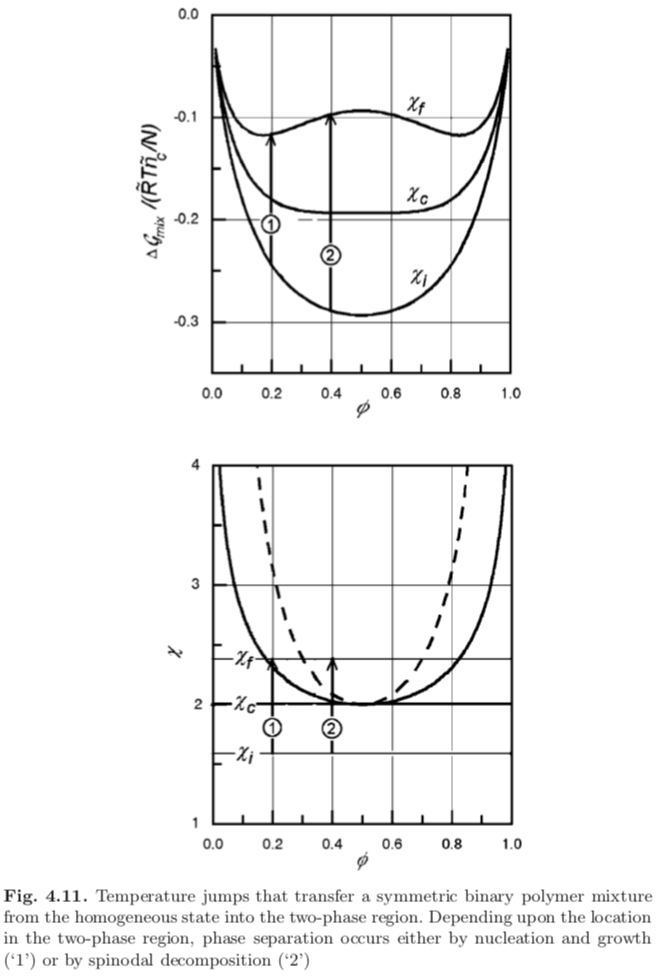 0.0
-0.1
-0.2
-0.3
Δ𝒢mix /(R̃Tñc/N)
χf
χc
χi
①
②
0.0 0.2 0.4 0.6 0.8 1.0
ϕ
4
3
2
1
χ
χf
χc
χi
①
②
0.0 0.2 0.4 0.6 0.8 1.0
ϕ
Fig. 4.11. Temperature jumps that transfer a symmetric binary polymer mixture
from the homogeneous state into the two-phase region. Depending upon the location
in the two-phase region, phase separation occurs either by nucleation and growth
(‘1’) or by spinodal decomposition (‘2’)